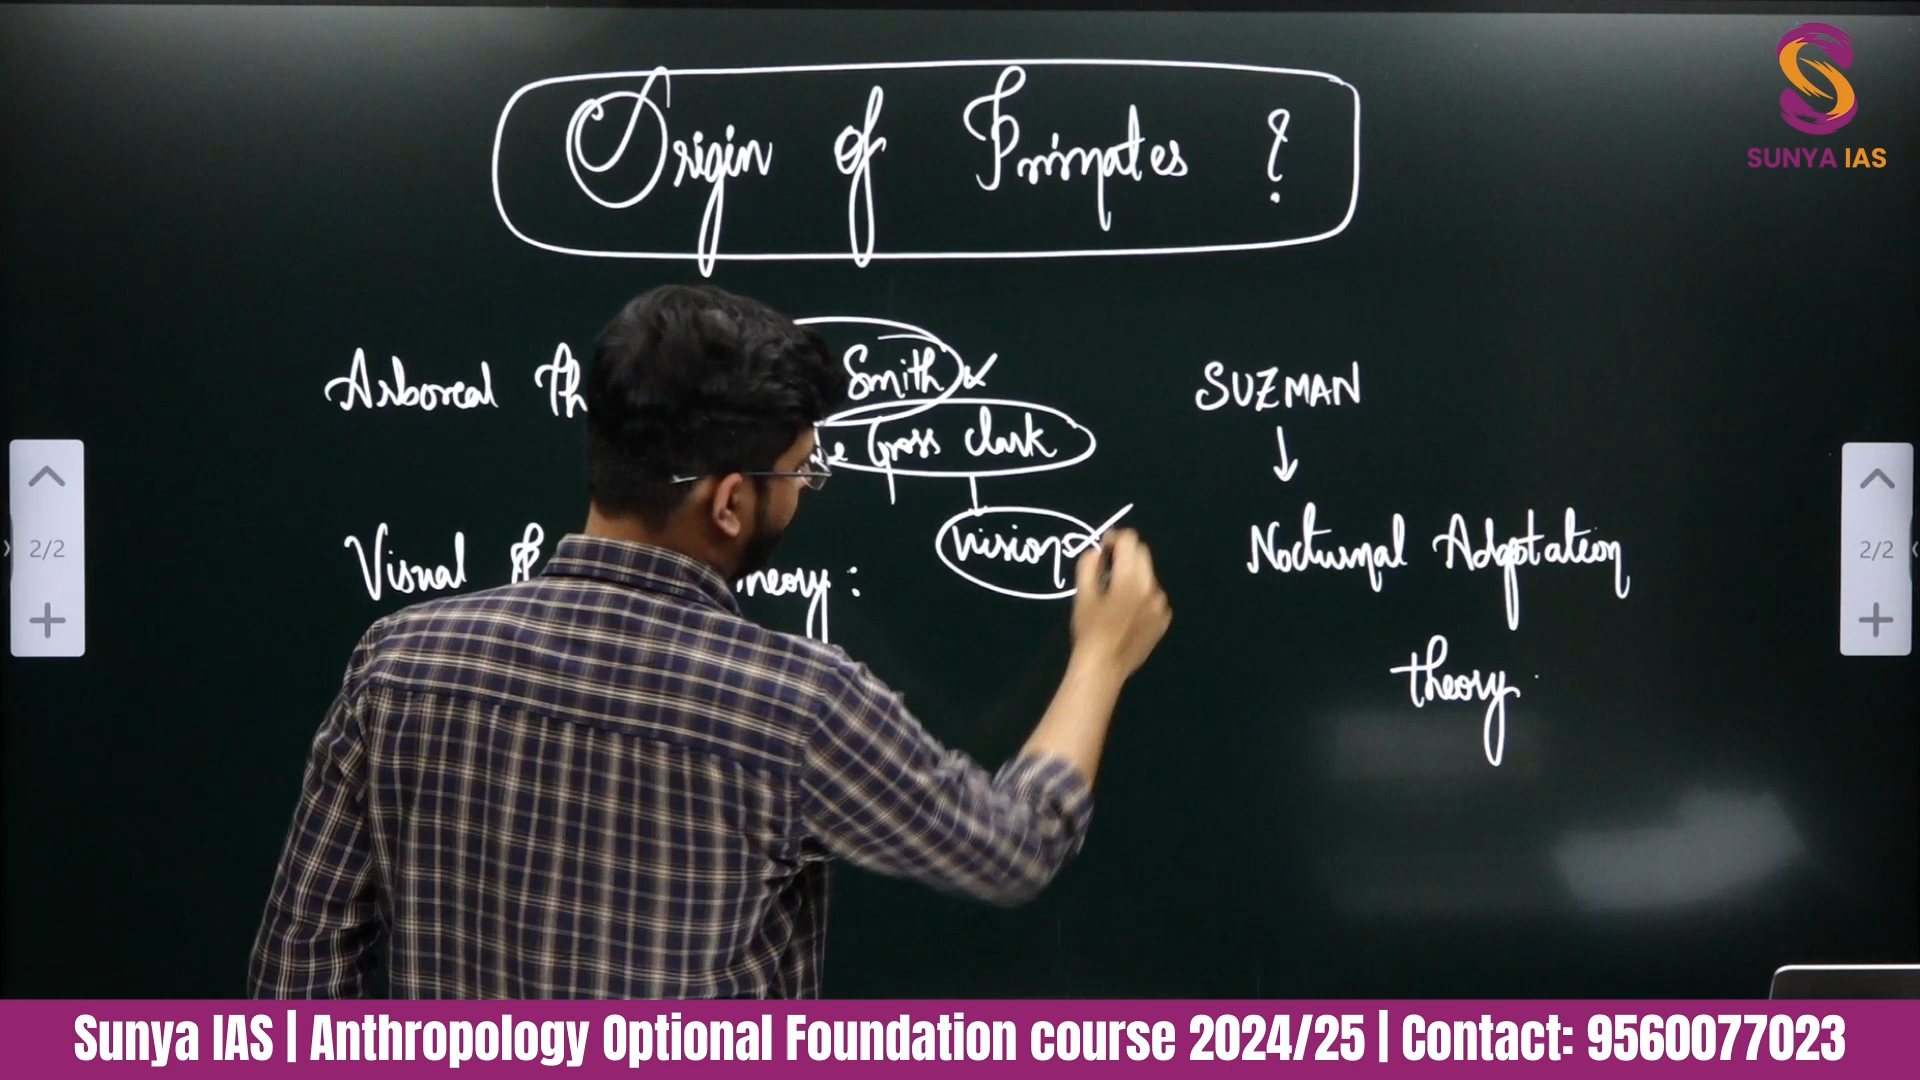 Origin of Primates ?
SUNYA IAS
Arboreal Th
Smith
SUZMAN
Le Gross Clark
Vision
Visual P
heory :
Nocturnal Adaptation
theory.
2/2
2/2
Sunya IAS | Anthropology Optional Foundation course 2024/25 | Contact: 9560077023